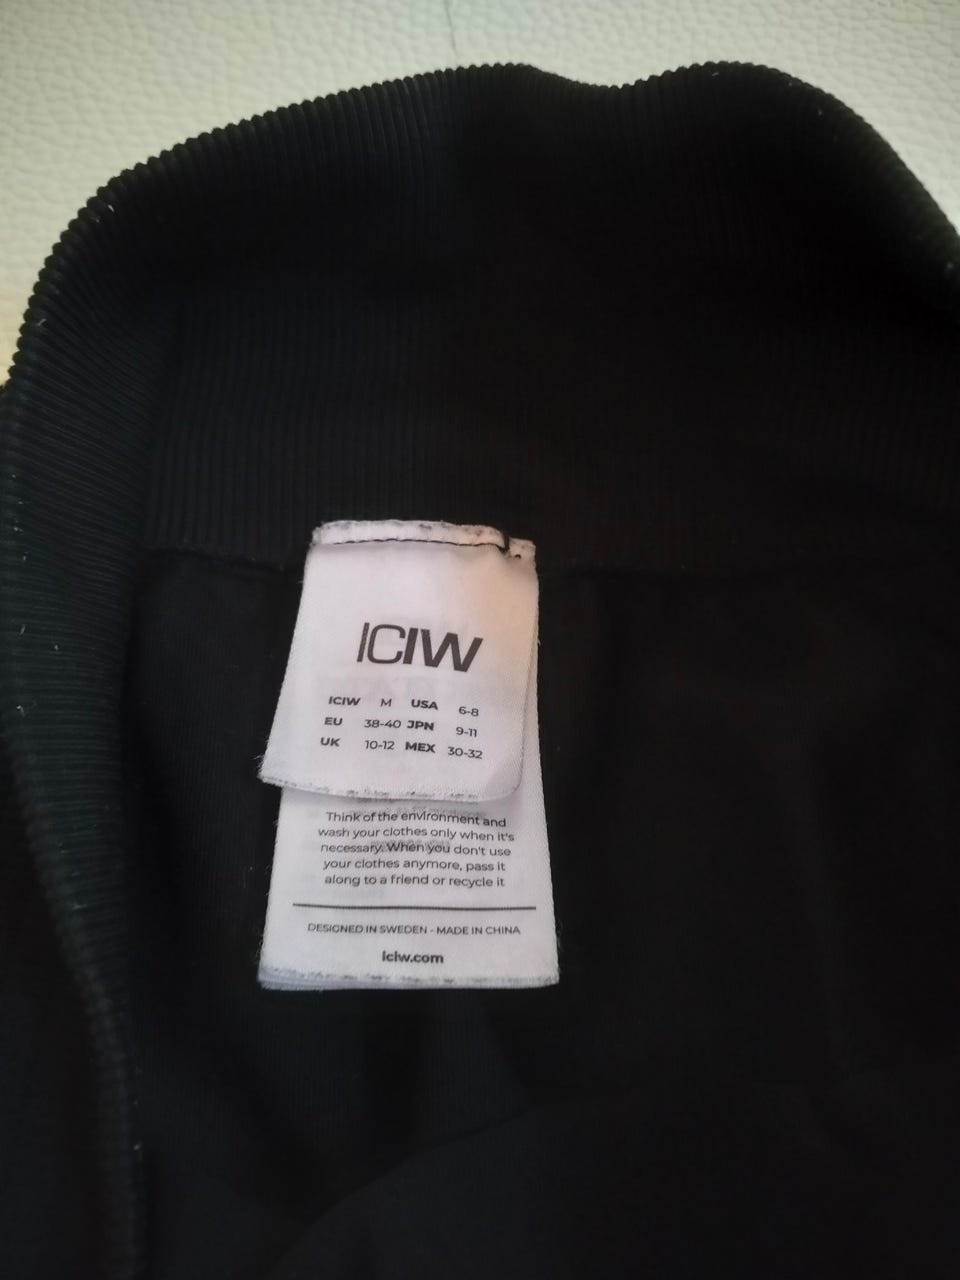 ICIW
ICIW M USA 6-8
EU 38-40 JPN 9-11
UK 10-12 MEX 30-32
Think of the environment and
wash your clothes only when it's
necessary. When you don't use
your clothes anymore, pass it
along to a friend or recycle it
DESIGNED IN SWEDEN - MADE IN CHINA
iciw.com